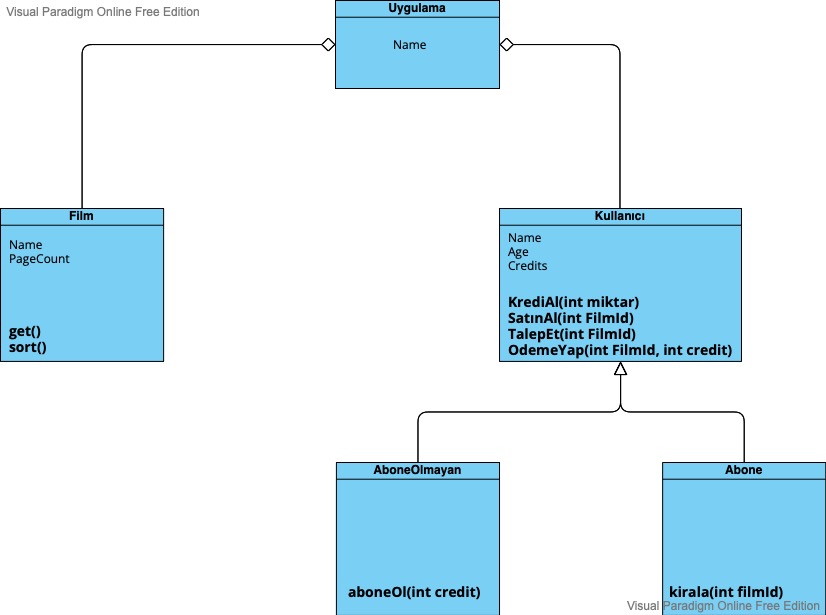 Visual Paradigm Online Free Edition
Uygulama
Name
Film
Name
PageCount
get()
sort()
Kullanıcı
Name
Age
Credits
KrediAl(int miktar)
SatınAl(int FilmId)
TalepEt(int FilmId)
OdemeYap(int FilmId, int credit)
AboneOlmayan
aboneOl(int credit)
Abone
kirala(int filmId)
Visual Paradigm Online Free Edition